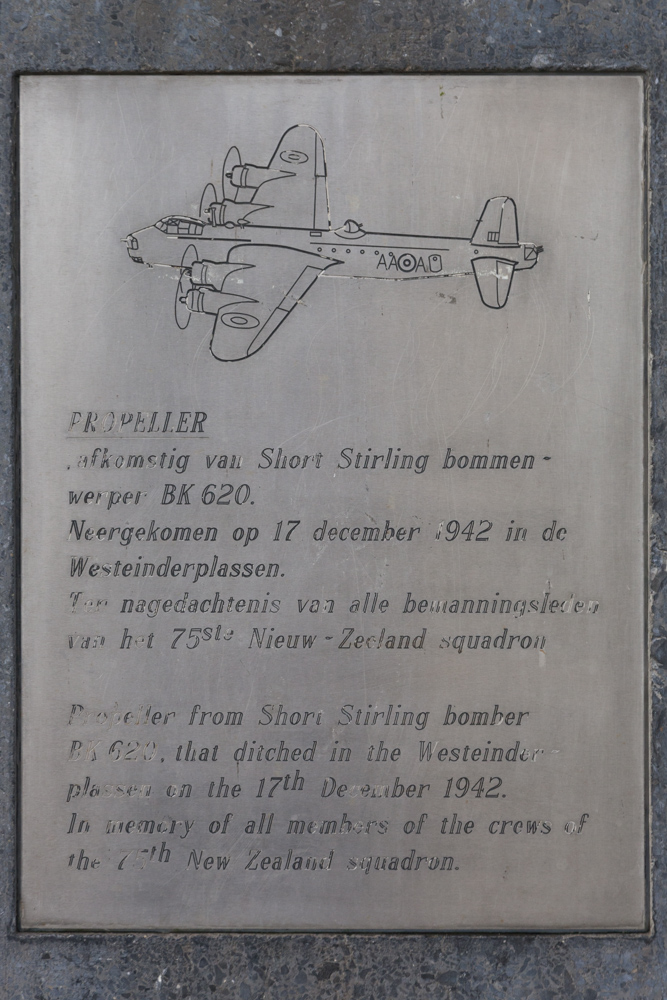 AA A
PROPELLER
,afkomstig van Short Stirling bommen-
werper BK 620.
Neergekomen op 17 december 1942 in de
Westeinderplassen.
Ter nagedachtenis van alle bemanningsleden
van het 75ste Nieuw-Zeeland squadron
Propeller from Short Stirling bomber
BK 620, that ditched in the Westeinder-
plassen on the 17th December 1942.
In memory of all members of the crews of
the 75th New Zealand squadron.